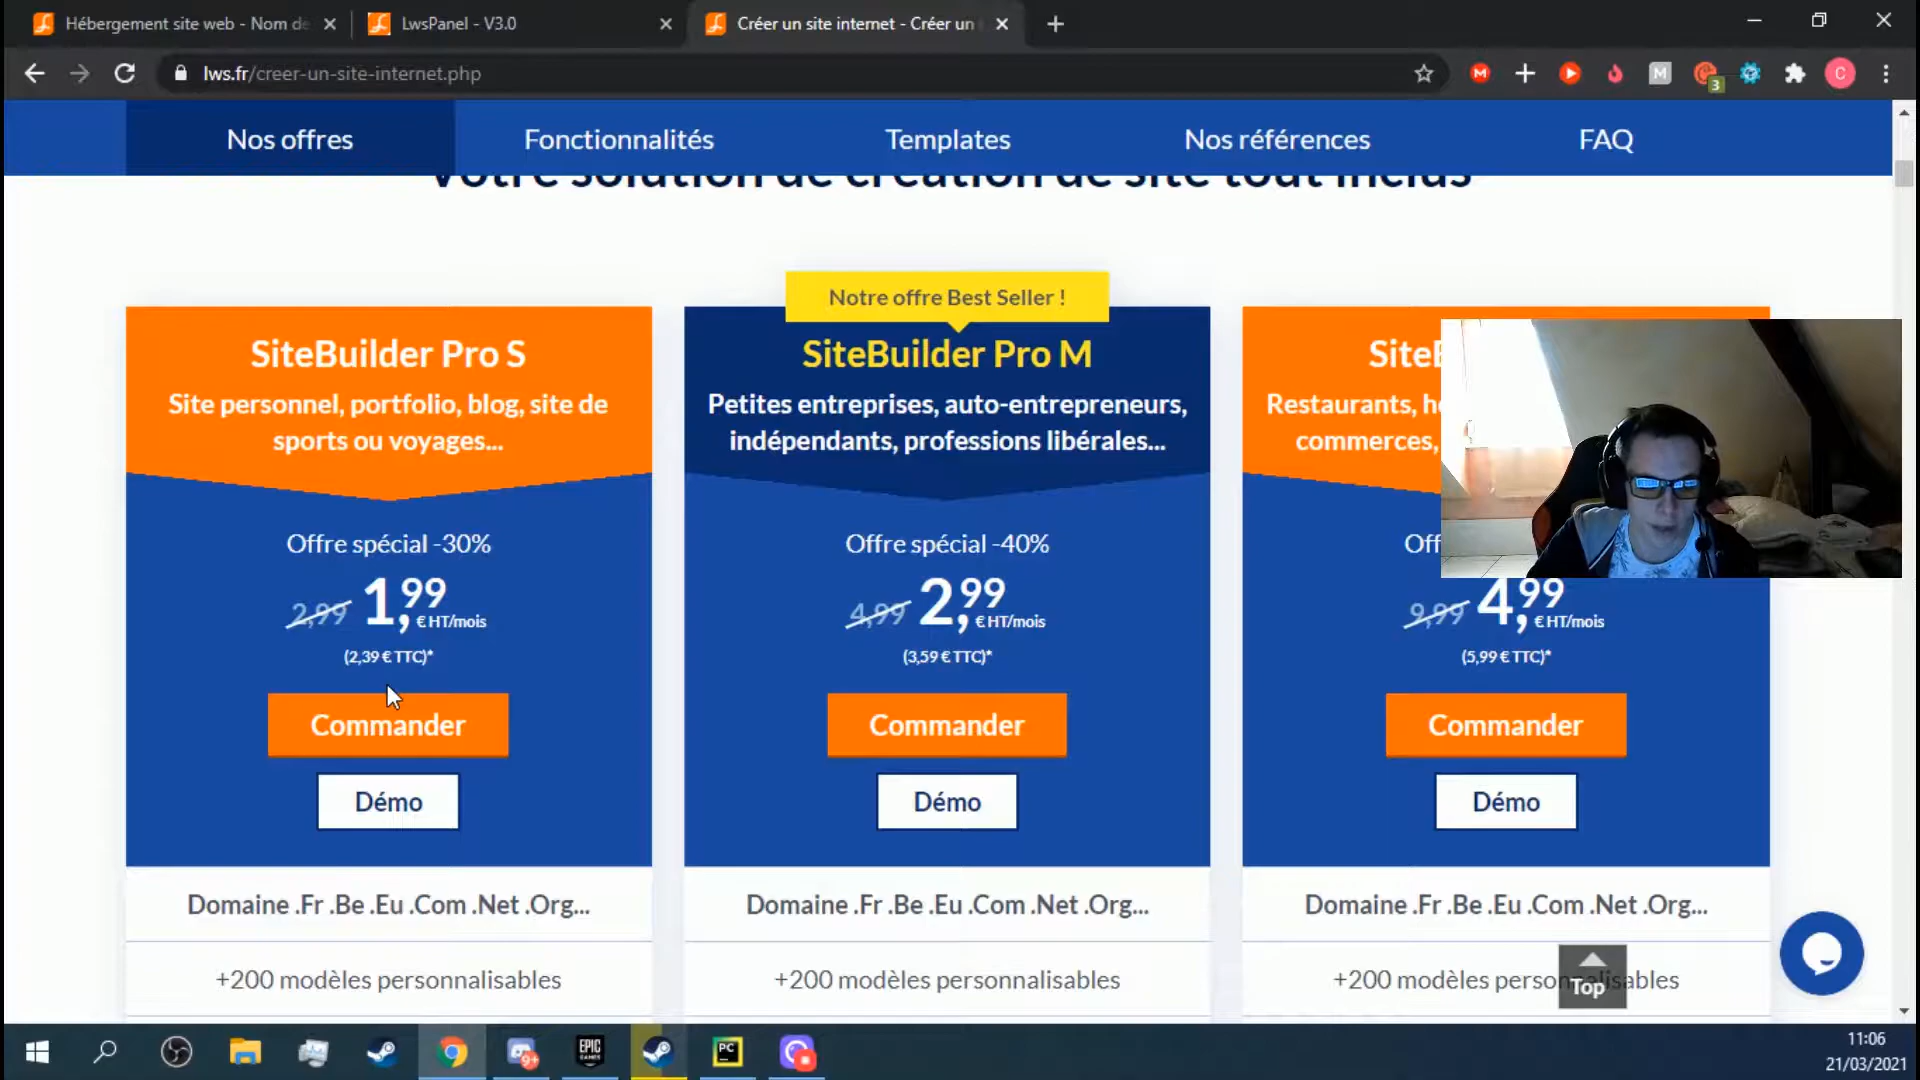 Hébergement site web - Nom de
LwsPanel - V3.0
Créer un site internet - Créer un
lws.fr/creer-un-site-internet.php
3
C
Nos offres
Fonctionnalités
Templates
Nos références
FAQ
Votre solution de création de site tout inclus
Notre offre Best Seller !
SiteBuilder Pro S
Site personnel, portfolio, blog, site de
sports ou voyages...
Offre spécial -30%
2,99 1,99 € HT/mois
(2,39 € TTC)*
Commander
Démo
Domaine .Fr .Be .Eu .Com .Net .Org...
+200 modèles personnalisables
SiteBuilder Pro M
Petites entreprises, auto-entrepreneurs,
indépendants, professions libérales...
Offre spécial -40%
4,99 2,99 € HT/mois
(3,59 € TTC)*
Commander
Démo
Domaine .Fr .Be .Eu .Com .Net .Org...
+200 modèles personnalisables
Restaurants,
commerces,
9,99 4,99 € HT/mois
(5,99 € TTC)*
Commander
Démo
Domaine .Fr .Be .Eu .Com .Net .Org...
+200 modèles personnalisables
Top
EPIC
GAMES
PC
9+
11:06
21/03/2021